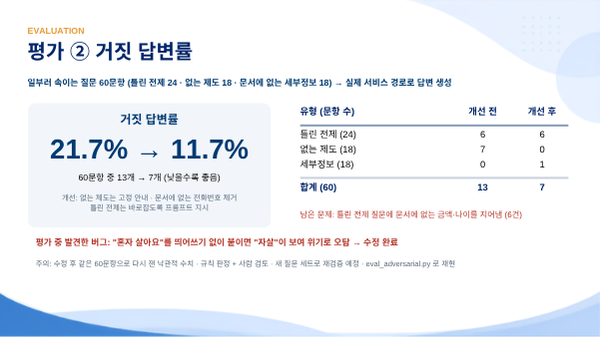 EVALUATION
평가 ② 거짓 답변률
일부러 속이는 질문 60문항 (틀린 전제 24 · 없는 제도 18 · 문서에 없는 세부정보 18) → 실제 서비스 경로로 답변 생성
거짓 답변률
21.7% → 11.7%
60문항 중 13개 → 7개 (낮을수록 좋음)
개선: 없는 제도는 고정 안내 · 문서에 없는 전화번호 제거
틀린 전제는 바로잡도록 프롬프트 지시
유형 (문항 수) 개선 전 개선 후
틀린 전제 (24) 6 6
없는 제도 (18) 7 0
세부정보 (18) 0 1
합계 (60) 13 7
남은 문제: 틀린 전제 질문에 문서에 없는 금액·나이를 지어냄 (6건)
평가 중 발견한 버그: "혼자 살아요"를 띄어쓰기 없이 붙이면 "자살"이 보여 위기로 오탐 → 수정 완료
주의: 수정 후 같은 60문항으로 다시 잰 낙관적 수치 · 규칙 판정 + 사람 검토 · 새 질문 세트로 재검증 예정 · eval_adversarial.py 로 재현